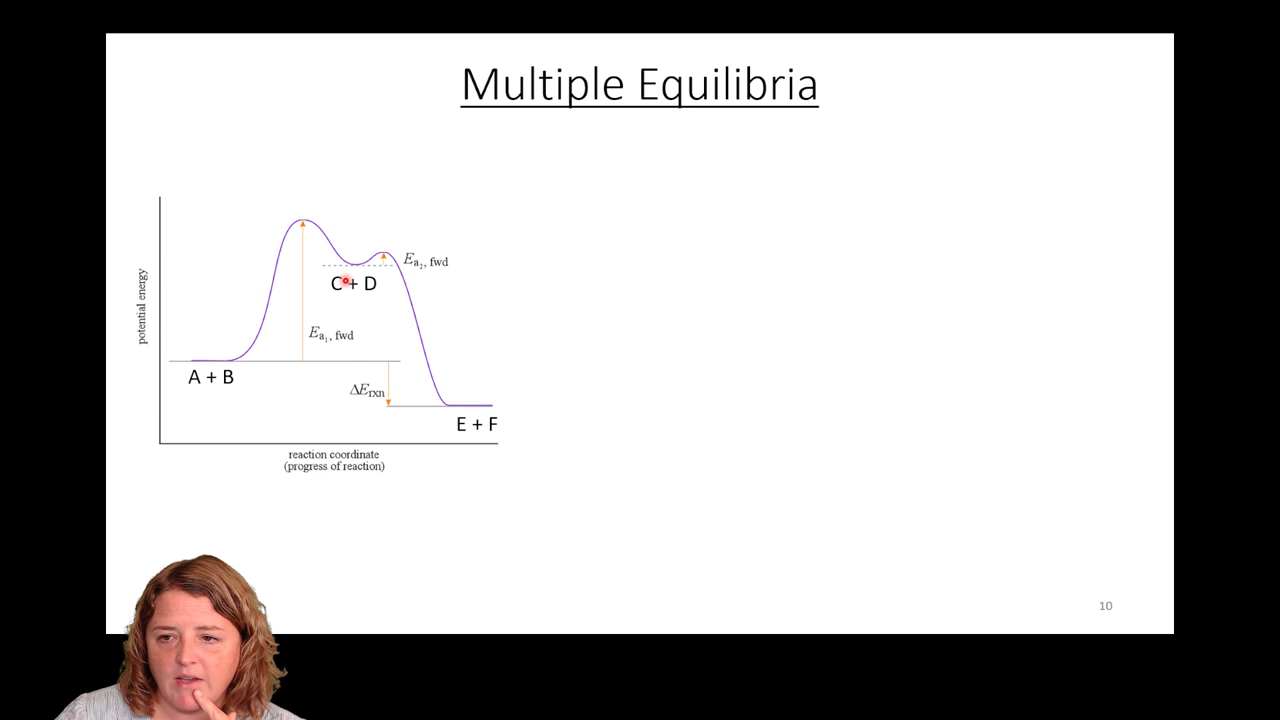 Multiple Equilibria
potential energy
Ea₂, fwd
C + D
Ea₁, fwd
A + B
ΔErxn
E + F
reaction coordinate
(progress of reaction)
10